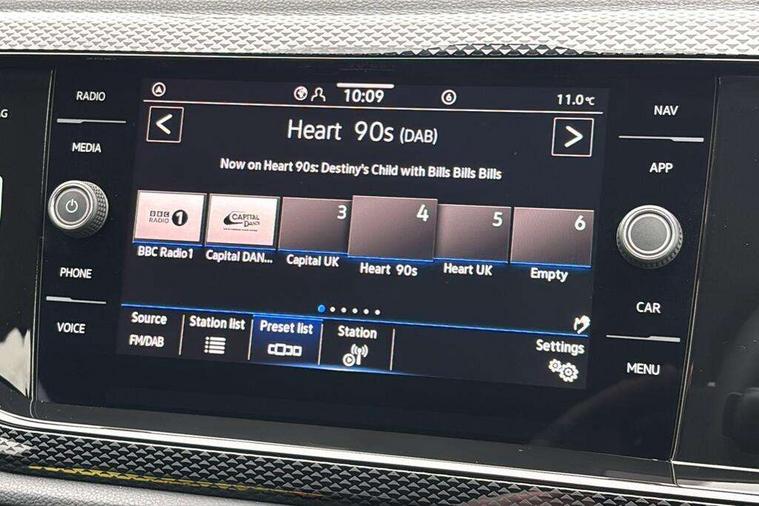 RADIO
MEDIA
PHONE
VOICE
10:09
6
11.0°C
Heart 90s (DAB)
Now on Heart 90s: Destiny's Child with Bills Bills Bills
BBC
RADIO 1
CAPITAL
DANCE
3
4
5
6
BBC Radio1
Capital DAN...
Capital UK
Heart 90s
Heart UK
Empty
Source
FM/DAB
Station list
Preset list
Station
Settings
NAV
APP
CAR
MENU